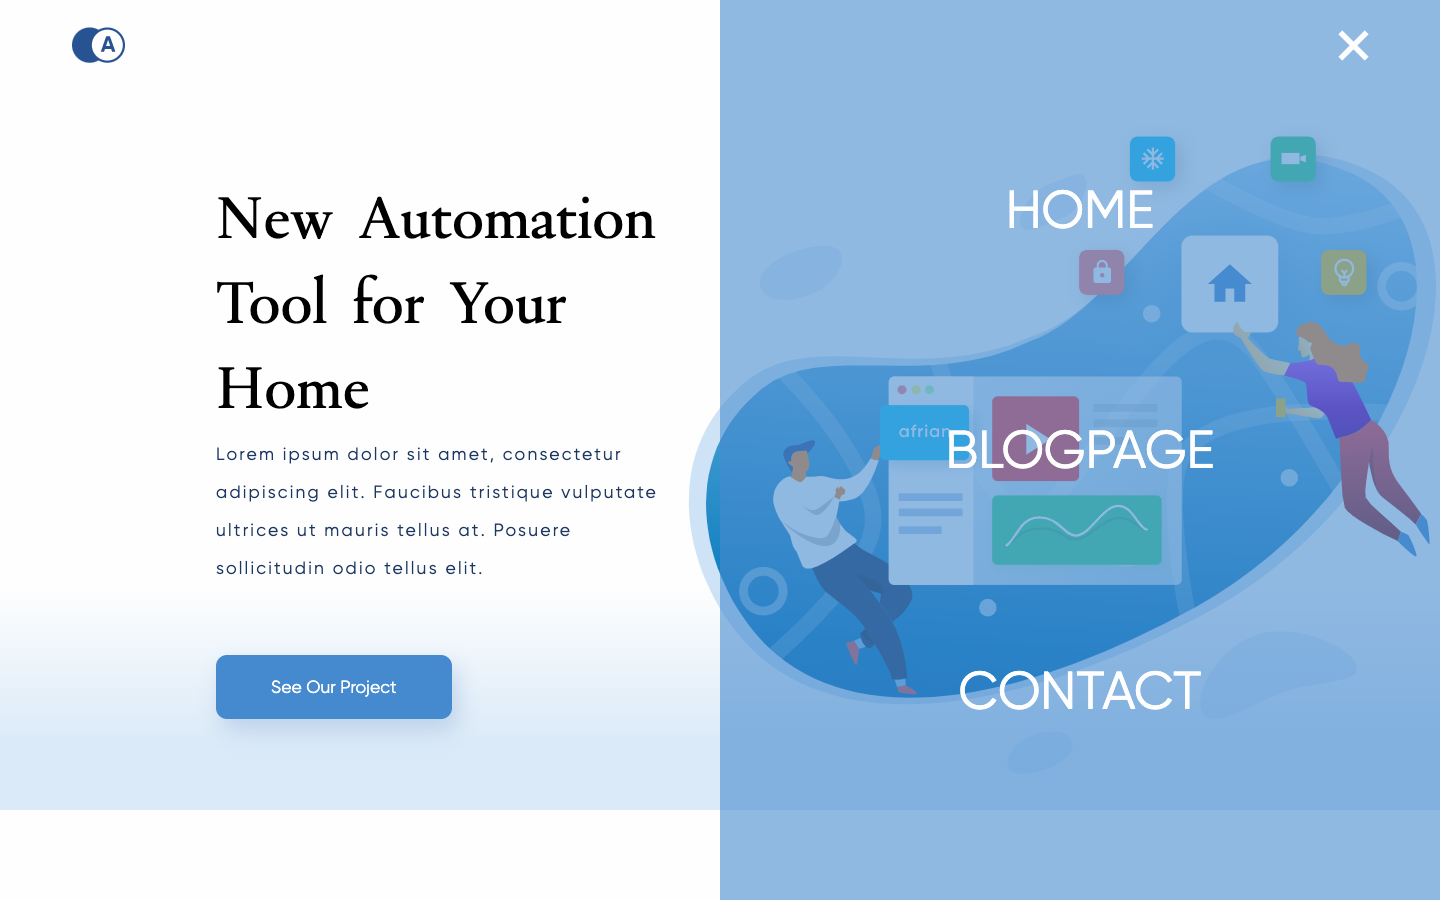 A
New Automation
Tool for Your
Home
Lorem ipsum dolor sit amet, consectetur
adipiscing elit. Faucibus tristique vulputate
ultrices ut mauris tellus at. Posuere
sollicitudin odio tellus elit.
See Our Project
HOME
afrian
BLOGPAGE
CONTACT